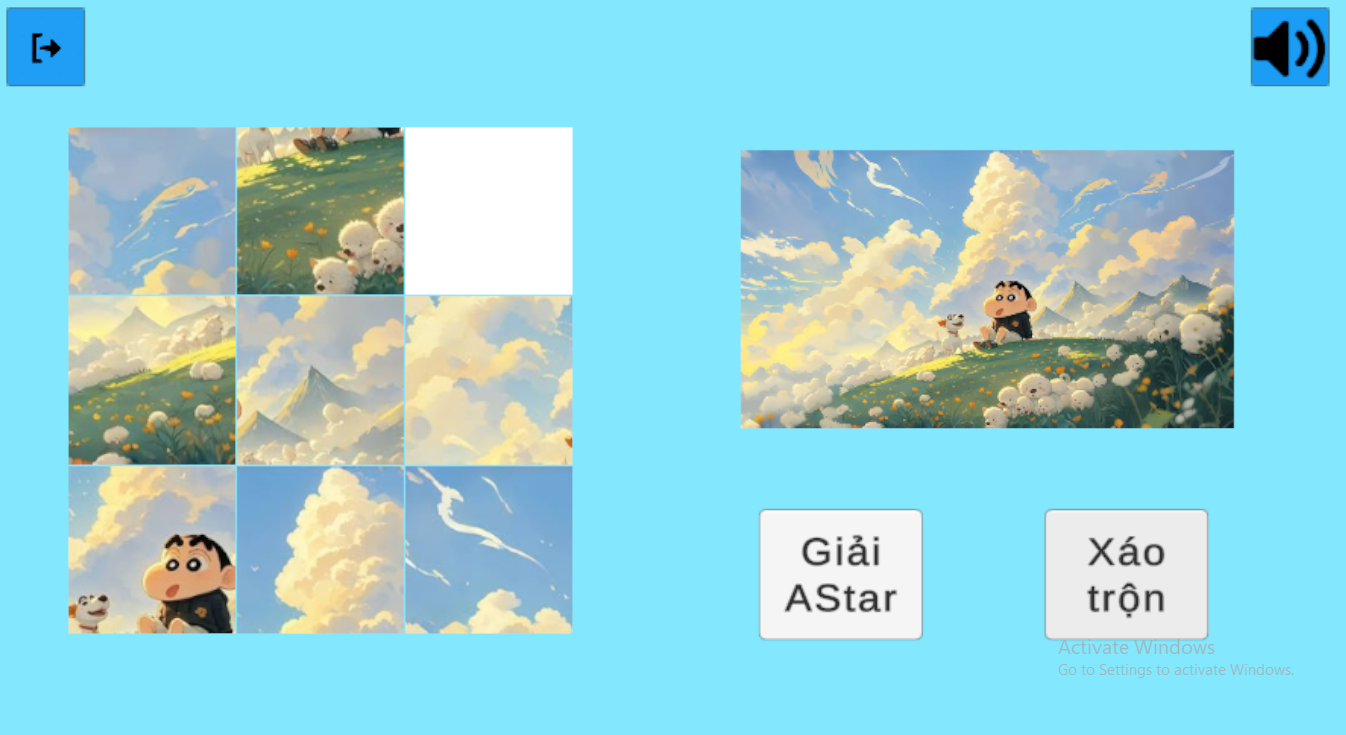 Giải
AStar
Xáo
trộn
Activate Windows
Go to Settings to activate Windows.